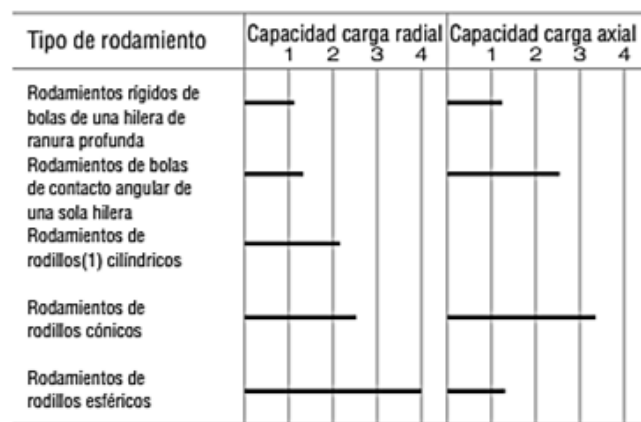 Tipo de rodamiento
Capacidad carga radial
1 2 3 4
Capacidad carga axial
1 2 3 4
Rodamientos rígidos de
bolas de una hilera de
ranura profunda
Rodamientos de bolas
de contacto angular de
una sola hilera
Rodamientos de
rodillos(1) cilíndricos
Rodamientos de
rodillos cónicos
Rodamientos de
rodillos esféricos